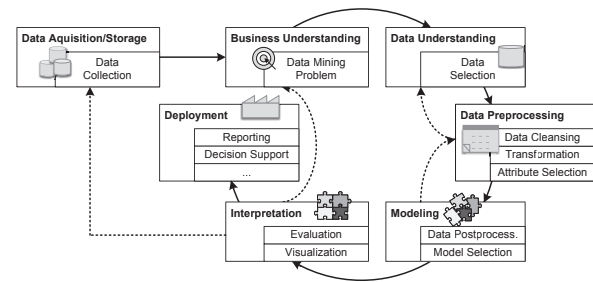 Data Aquisition/Storage
Data
Collection
Business Understanding
Data Mining
Problem
Data Understanding
Data
Selection
Deployment
Reporting
Decision Support
...
Data Preprocessing
Data Cleansing
Transformation
Attribute Selection
Interpretation
Evaluation
Visualization
Modeling
Data Postprocess.
Model Selection